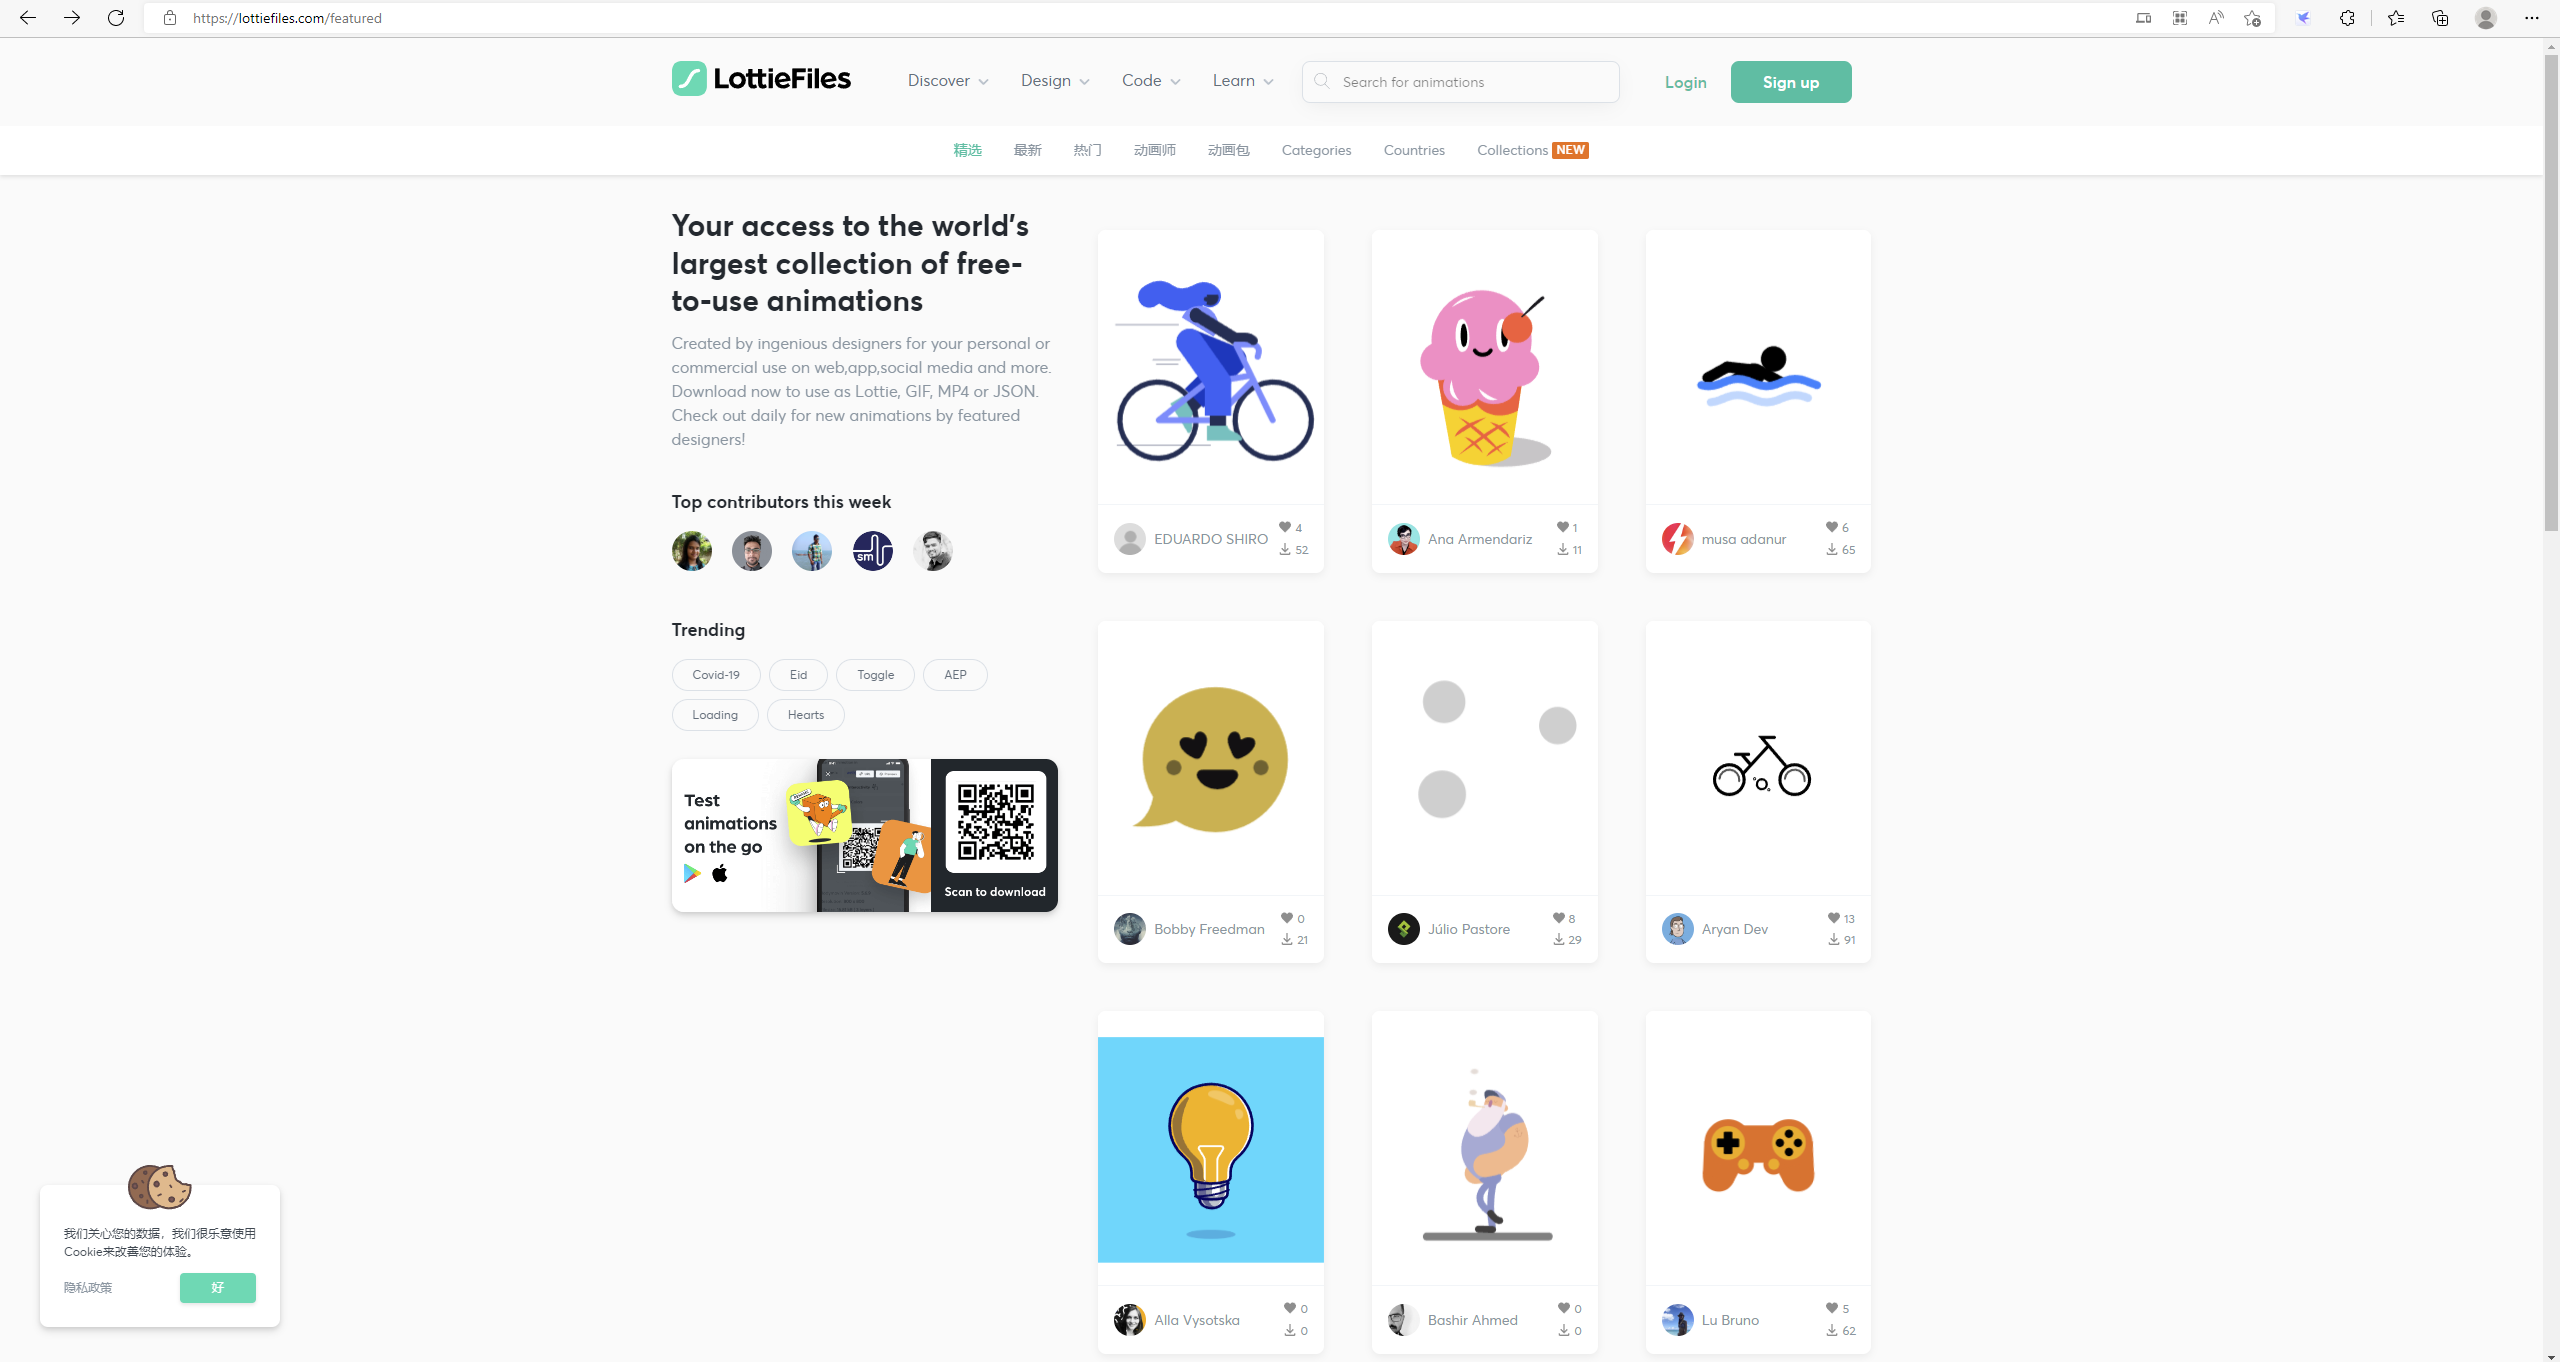 https://lottiefiles.com/featured
LottieFiles
Discover
Design
Code
Learn
Search for animations
Login
Sign up
精选
最新
热门
动画师
动画包
Categories
Countries
Collections NEW
Your access to the world's
largest collection of free-
to-use animations
Created by ingenious designers for your personal or
commercial use on web,app,social media and more.
Download now to use as Lottie, GIF, MP4 or JSON.
Check out daily for new animations by featured
designers!
Top contributors this week
sm
Trending
Covid-19
Eid
Toggle
AEP
Loading
Hearts
Test
animations
on the go
Scan to download
EDUARDO SHIRO
4
52
Ana Armendariz
1
11
musa adanur
6
65
Bobby Freedman
0
21
Júlio Pastore
8
29
Aryan Dev
13
91
Alla Vysotska
0
0
Bashir Ahmed
0
0
Lu Bruno
5
62
我们关心您的数据，我们很乐意使用
Cookie来改善您的体验。
隐私政策
好